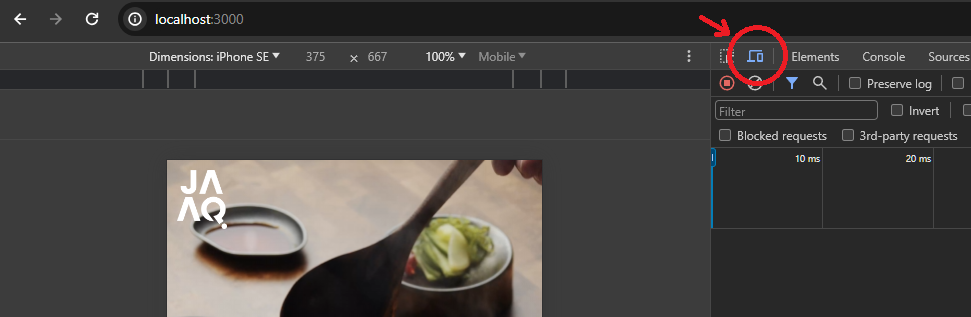 localhost:3000
Dimensions: iPhone SE 375 × 667 100% Mobile
Elements Console Sources
Preserve log
Filter Invert
Blocked requests 3rd-party requests
10 ms 20 ms
JA
AQ.